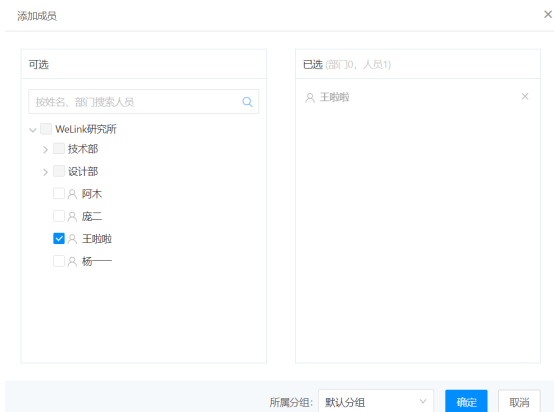 添加成员
可选
按姓名、部门搜索人员
WeLink研究所
技术部
设计部
阿木
庞二
王啦啦
杨一一
已选 (部门0，人员1)
王啦啦
所属分组： 默认分组 确定 取消